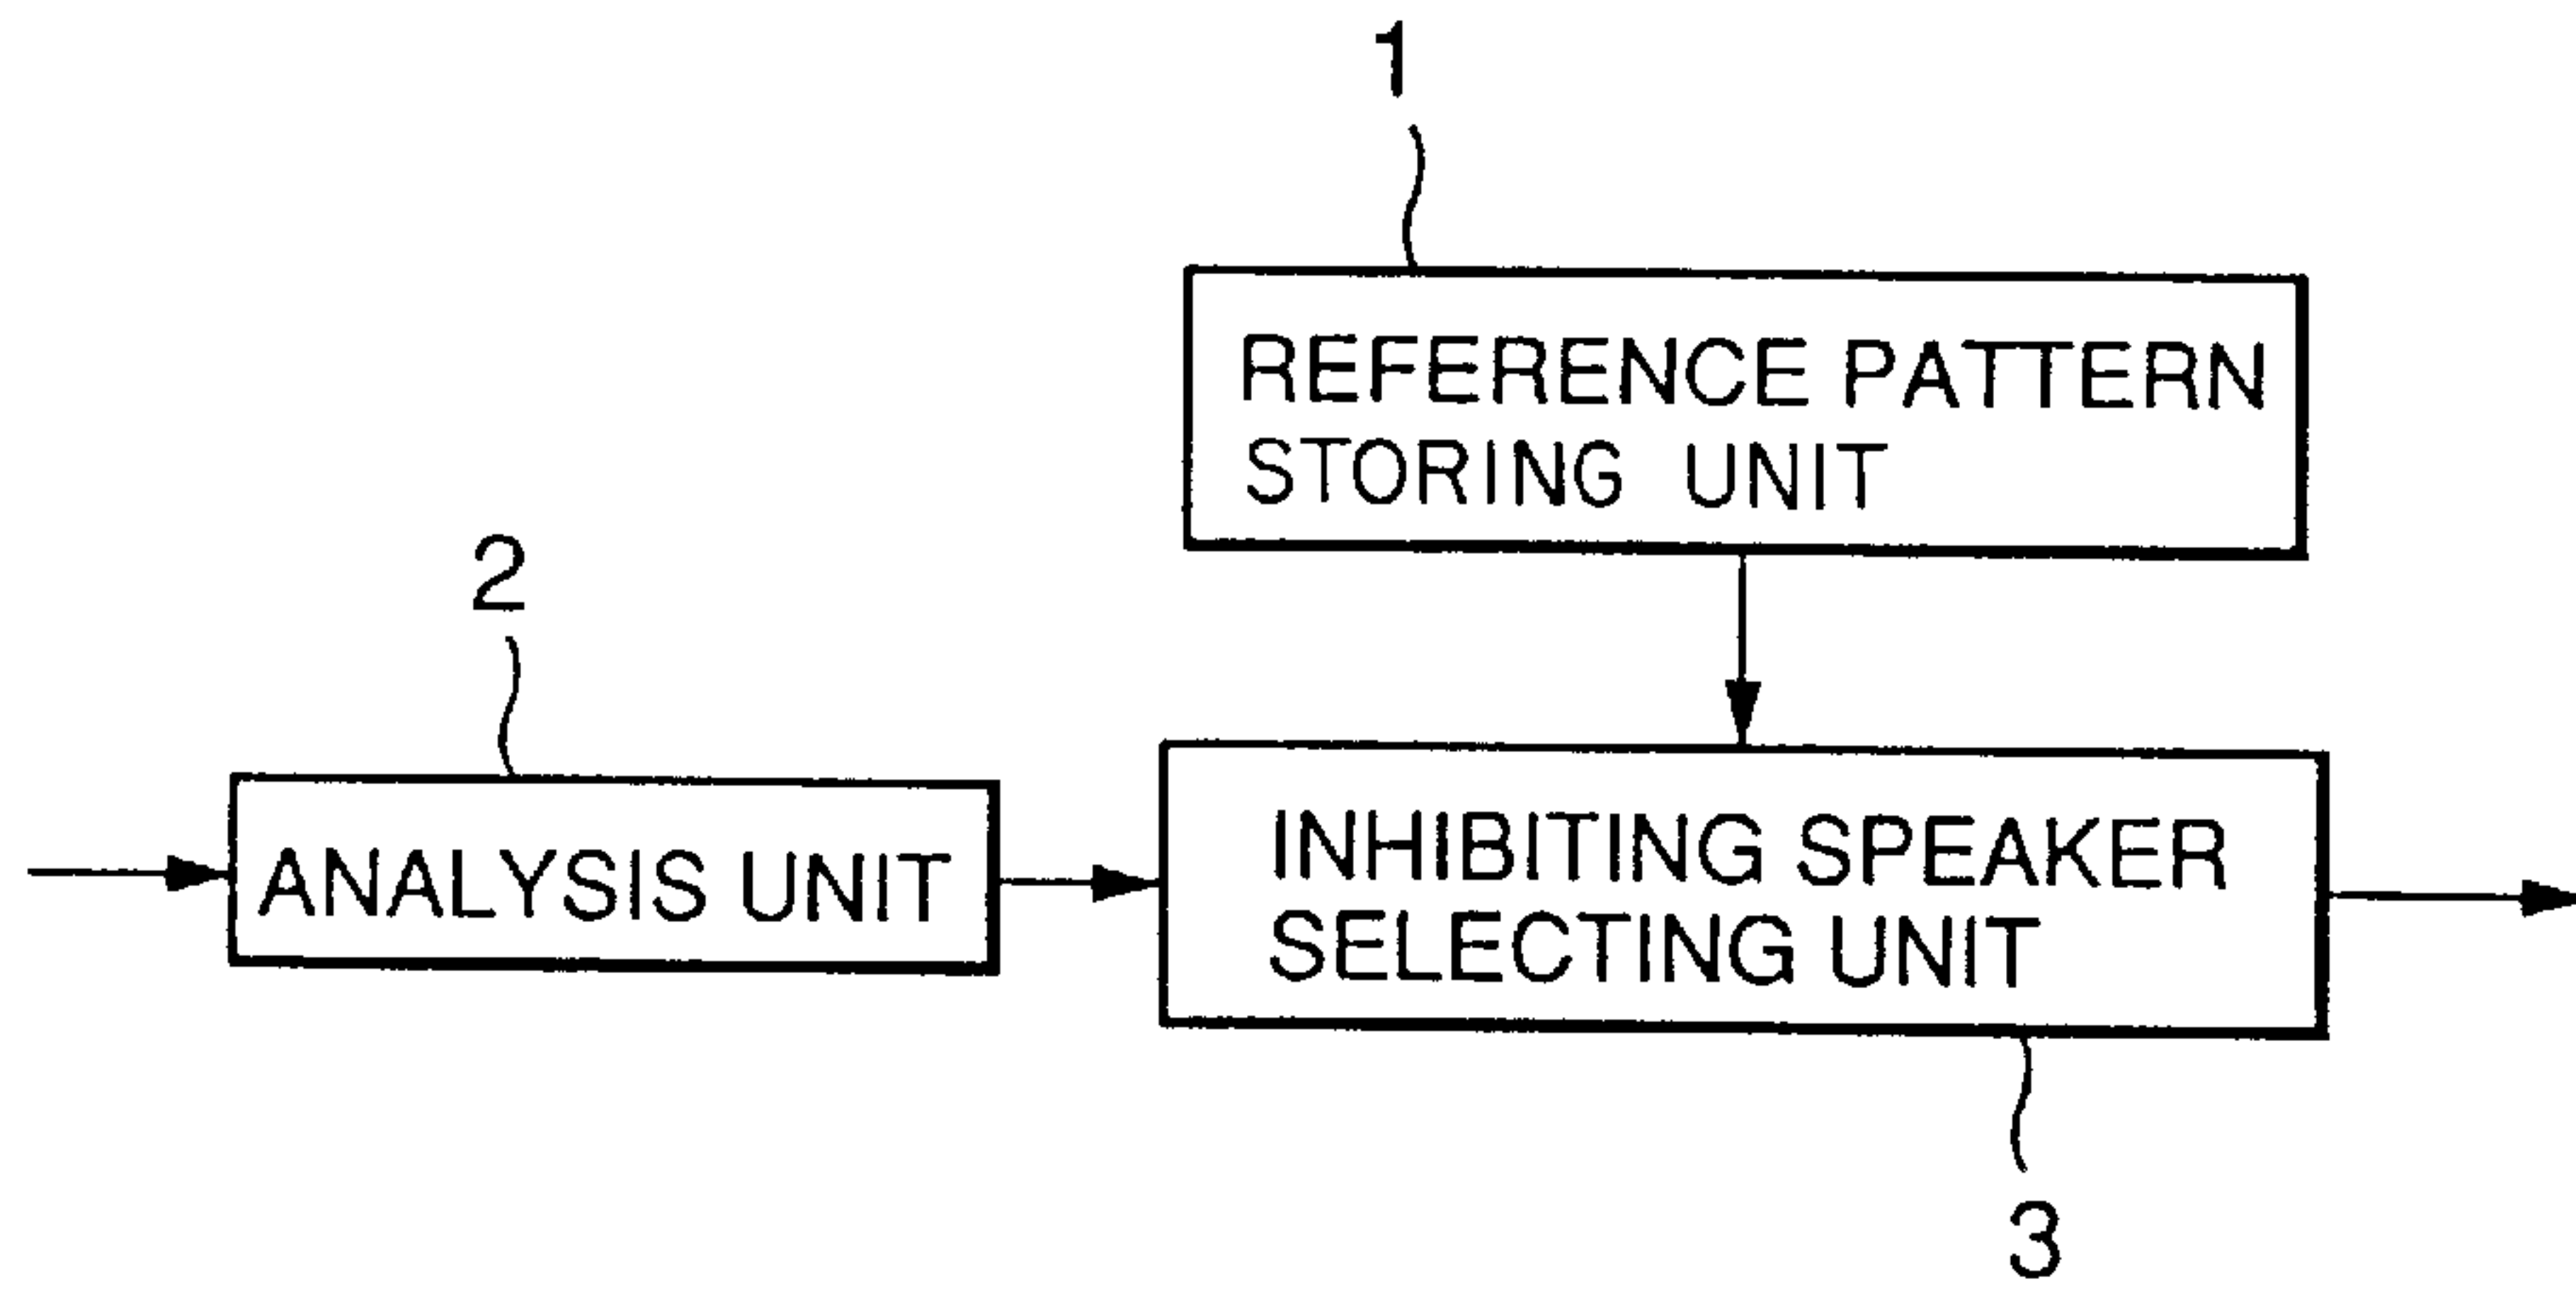 1
REFERENCE PATTERN
STORING UNIT
2
ANALYSIS UNIT
INHIBITING SPEAKER
SELECTING UNIT
3